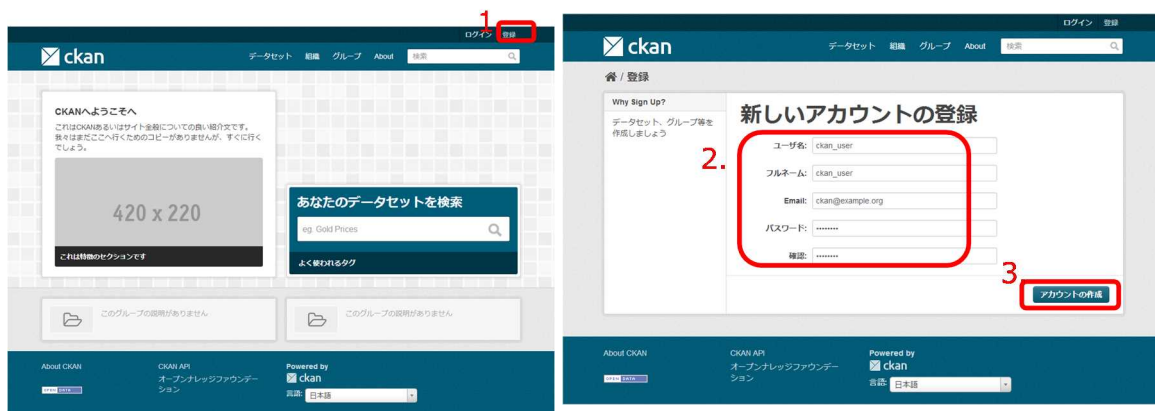 1
ログイン 登録
ckan
データセット 組織 グループ About 検索
CKANへようこそへ
これはCKANあるいはサイト全般についての良い紹介文です。
我々はまだここへ行くためのコピーがありませんが、すぐに行く
でしょう。
420 x 220
これは特徴のセクションです
あなたのデータセットを検索
eg. Gold Prices
よく使われるタグ
このグループの説明がありません
このグループの説明がありません
About CKAN
OPEN DATA
CKAN API
オープンナレッジファウンデー
ション
Powered by
ckan
言語: 日本語
ログイン 登録
ckan
データセット 組織 グループ About 検索
/ 登録
Why Sign Up?
データセット、グループ等を
作成しましょう
新しいアカウントの登録
2.
ユーザ名: ckan_user
フルネーム: ckan_user
Email: ckan@example.org
パスワード: ••••••••
確認: ••••••••
3.
アカウントの作成
About CKAN
OPEN DATA
CKAN API
オープンナレッジファウンデー
ション
Powered by
ckan
言語: 日本語